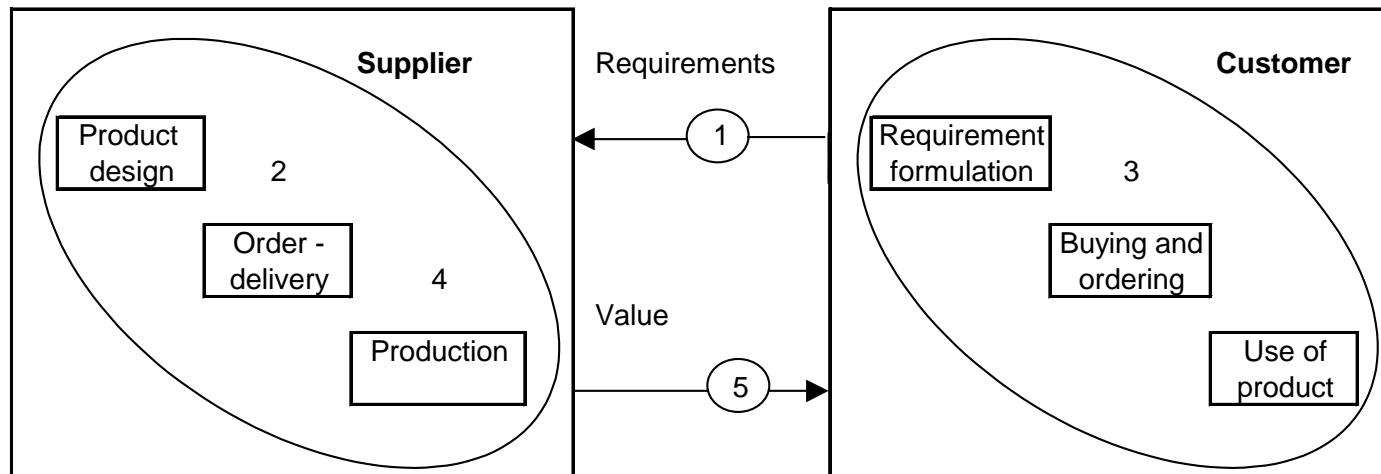 Supplier
Requirements
Customer
1
Product
design
2
Requirement
formulation
3
Order -
delivery
4
Buying and
ordering
Value
Production
5
Use of
product